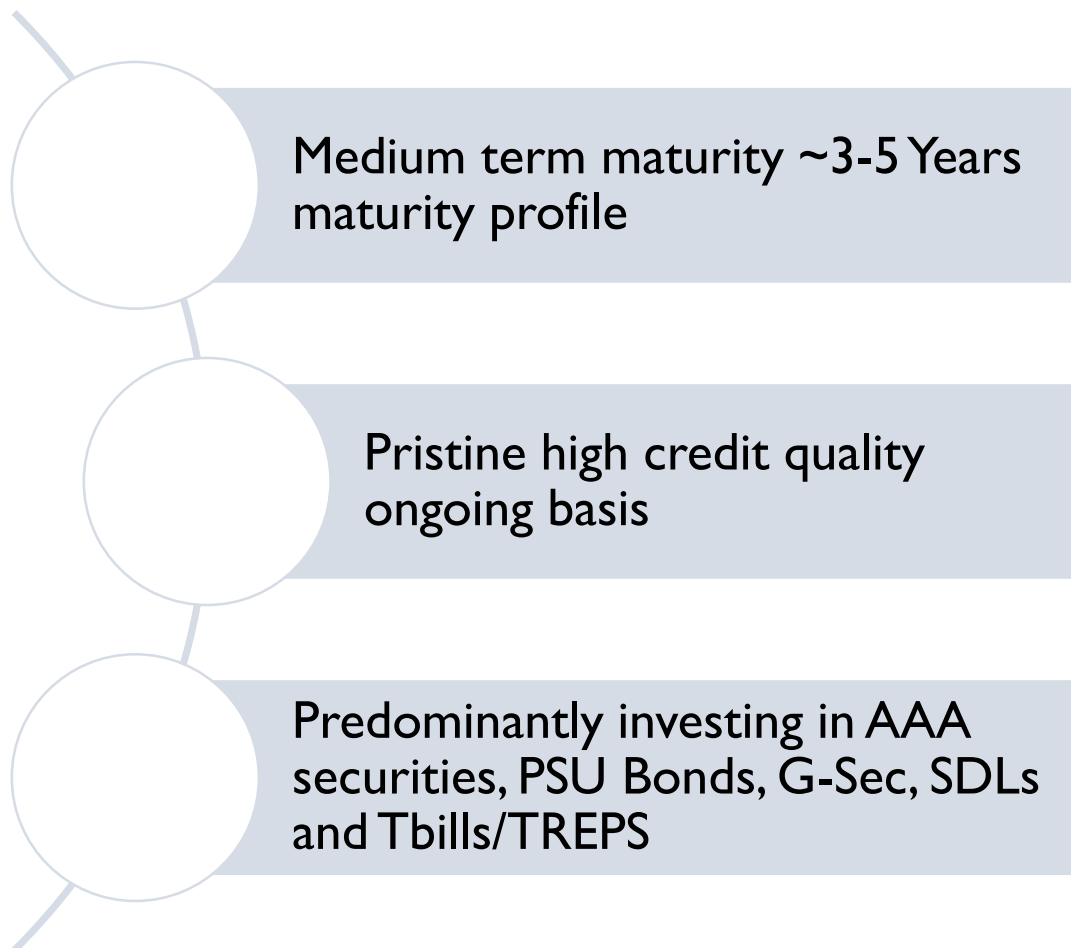 Medium term maturity ~3-5 Years
maturity profile
Pristine high credit quality
ongoing basis
Predominantly investing in AAA
securities, PSU Bonds, G-Sec, SDLs
and Tbills/TREPS